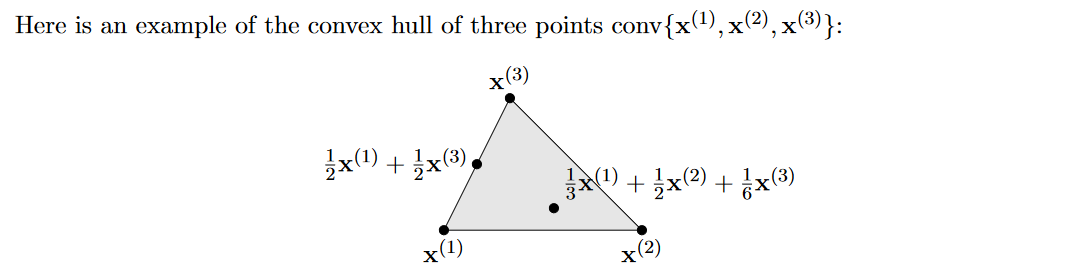 Here is an example of the convex hull of three points conv{x⁽¹⁾, x⁽²⁾, x⁽³⁾}:
x⁽³⁾
½x⁽¹⁾ + ½x⁽³⁾
⅓x⁽¹⁾ + ½x⁽²⁾ + ⅙x⁽³⁾
x⁽¹⁾
x⁽²⁾